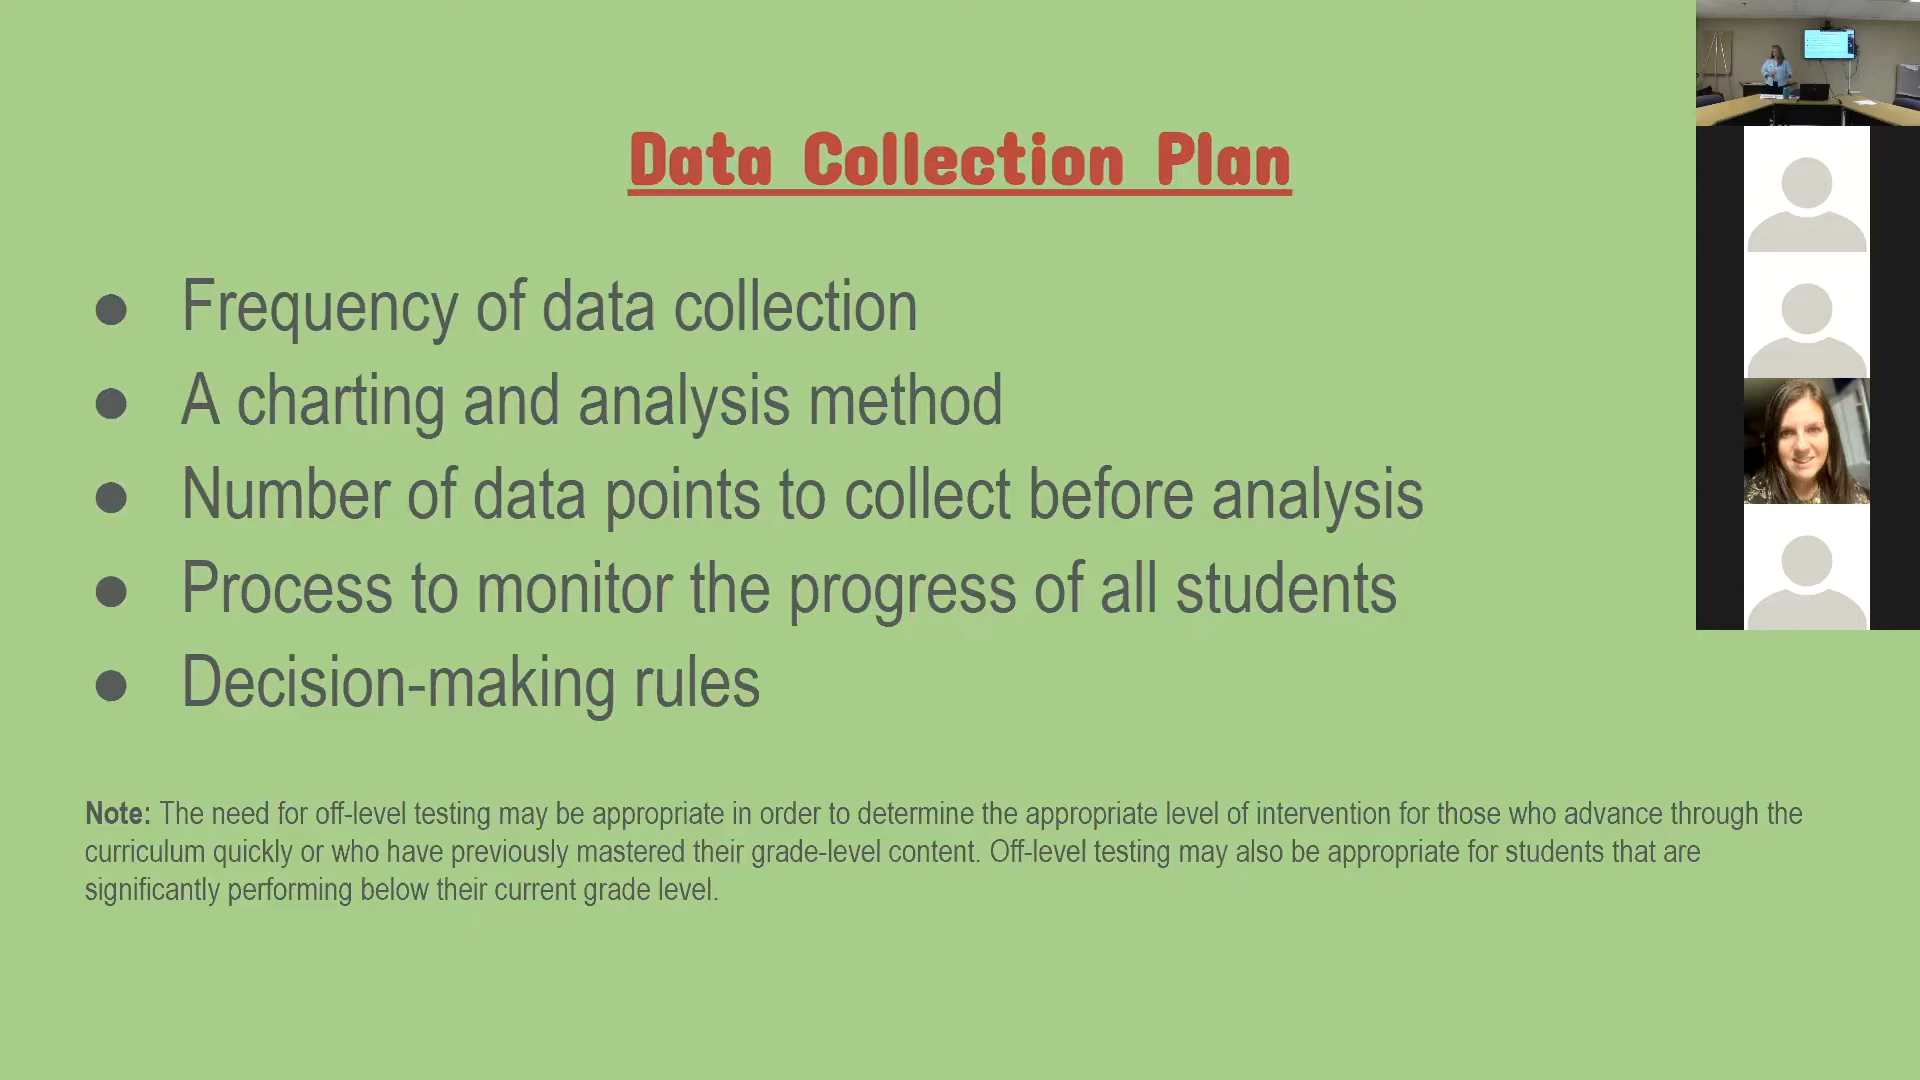 Data Collection Plan
● Frequency of data collection
● A charting and analysis method
● Number of data points to collect before analysis
● Process to monitor the progress of all students
● Decision-making rules
Note: The need for off-level testing may be appropriate in order to determine the appropriate level of intervention for those who advance through the
curriculum quickly or who have previously mastered their grade-level content. Off-level testing may also be appropriate for students that are
significantly performing below their current grade level.